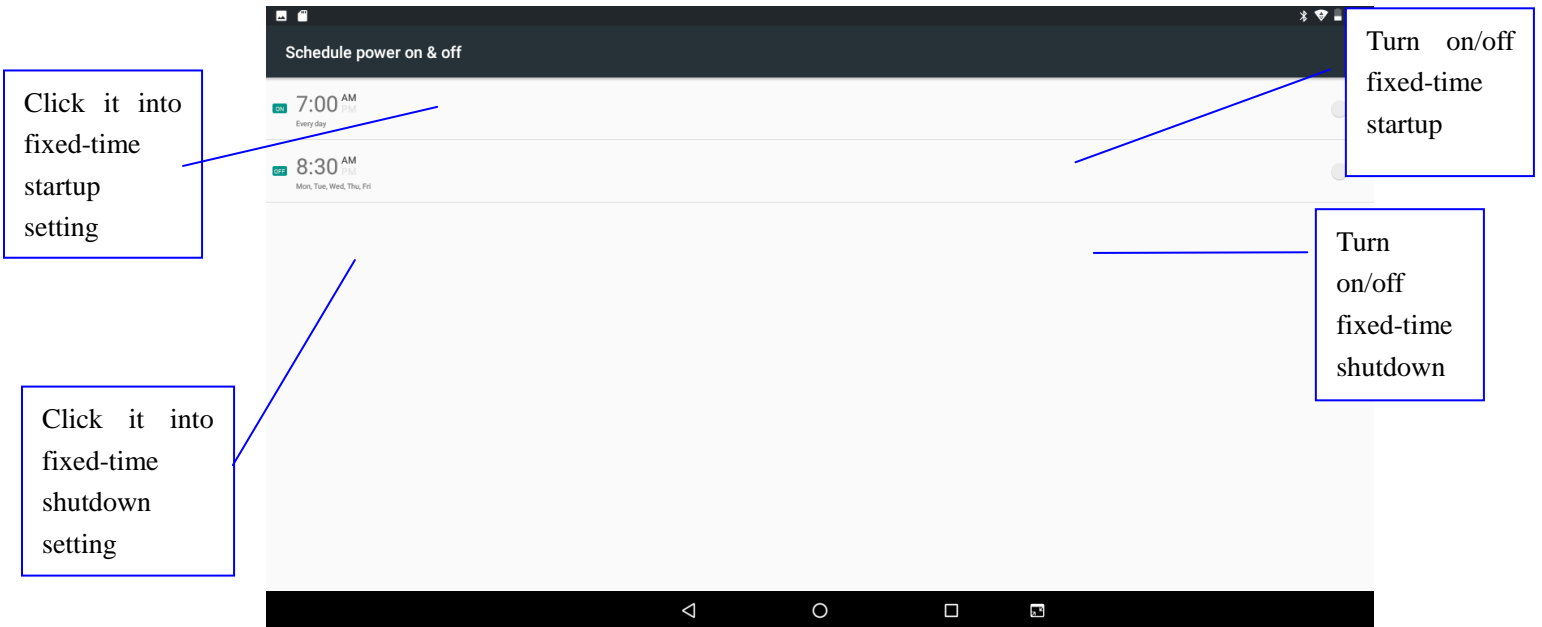 Schedule power on & off
ON
7:00 AM
PM
Every day
OFF
8:30 AM
PM
Mon, Tue, Wed, Thu, Fri
Click it into
fixed-time
startup
setting
Turn on/off
fixed-time
startup
Turn
on/off
fixed-time
shutdown
Click it into
fixed-time
shutdown
setting